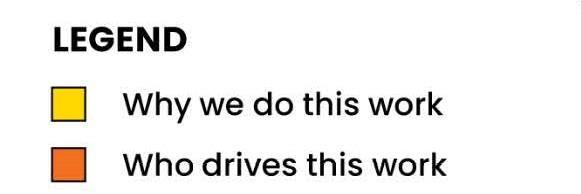 LEGEND
Why we do this work
Who drives this work